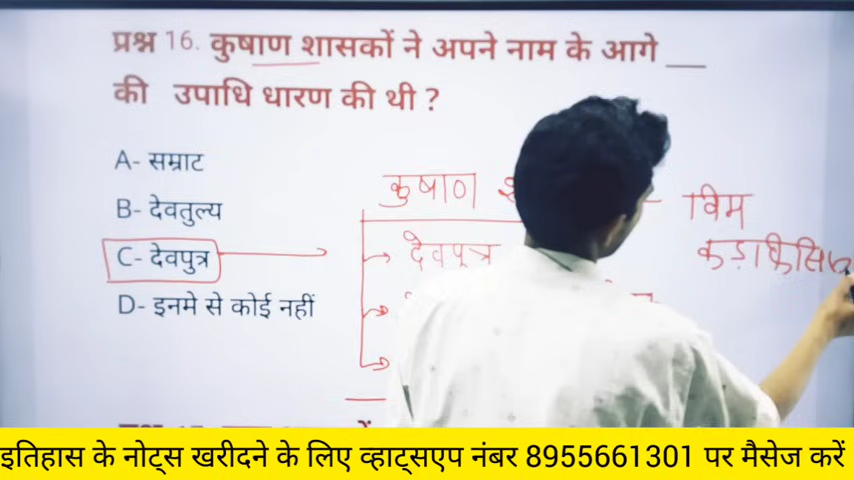 प्रश्न 16. कुषाण शासकों ने अपने नाम के आगे ___
की उपाधि धारण की थी ?
A- सम्राट
B- देवतुल्य
C- देवपुत्र
D- इनमे से कोई नहीं
कुषाण
देवपुत्र
विम
इतिहास के नोट्स खरीदने के लिए व्हाट्सएप नंबर 8955661301 पर मैसेज करें